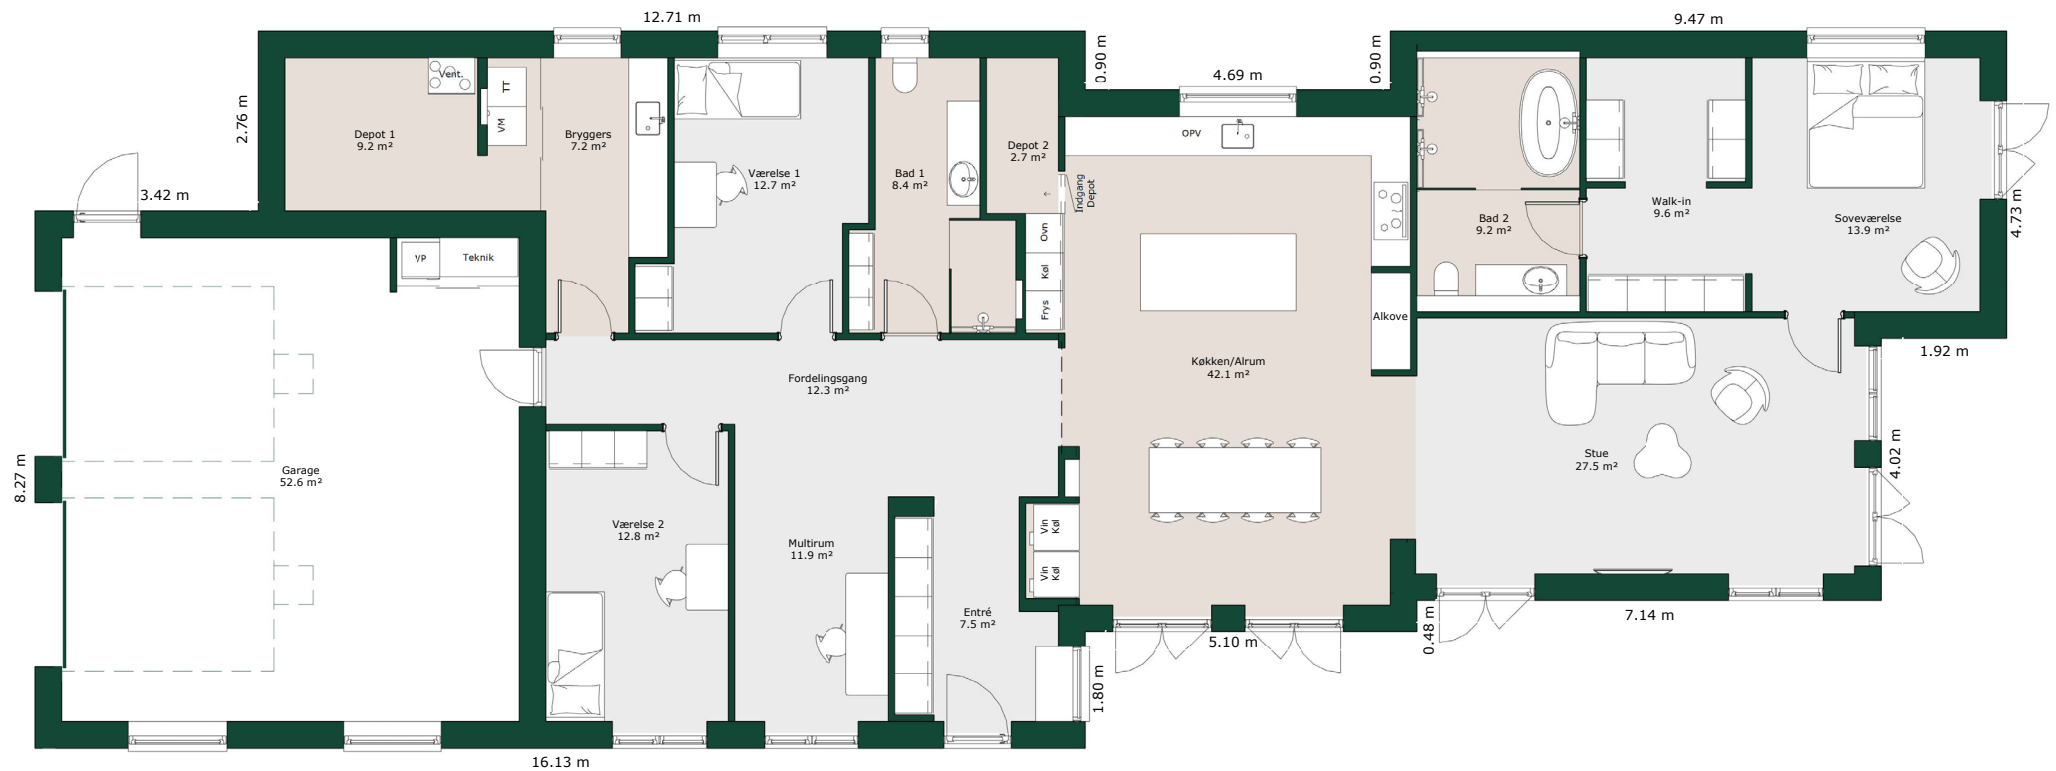 12.71 m
9.47 m
0.90 m
4.69 m
0.90 m
2.76 m
3.42 m
Vent.
TT
VM
Depot 1
9.2 m²
Bryggers
7.2 m²
Værelse 1
12.7 m²
Bad 1
8.4 m²
Depot 2
2.7 m²
Indgang
Depot
OPV
Ovn
Køl
Frys
Alkove
Bad 2
9.2 m²
Walk-in
9.6 m²
Soveværelse
13.9 m²
4.73 m
1.92 m
VP
Teknik
Fordelingsgang
12.3 m²
Køkken/Alrum
42.1 m²
Stue
27.5 m²
4.02 m
8.27 m
Garage
52.6 m²
Værelse 2
12.8 m²
Multirum
11.9 m²
Entré
7.5 m²
Vin
Køl
Vin
Køl
1.80 m
5.10 m
0.48 m
7.14 m
16.13 m